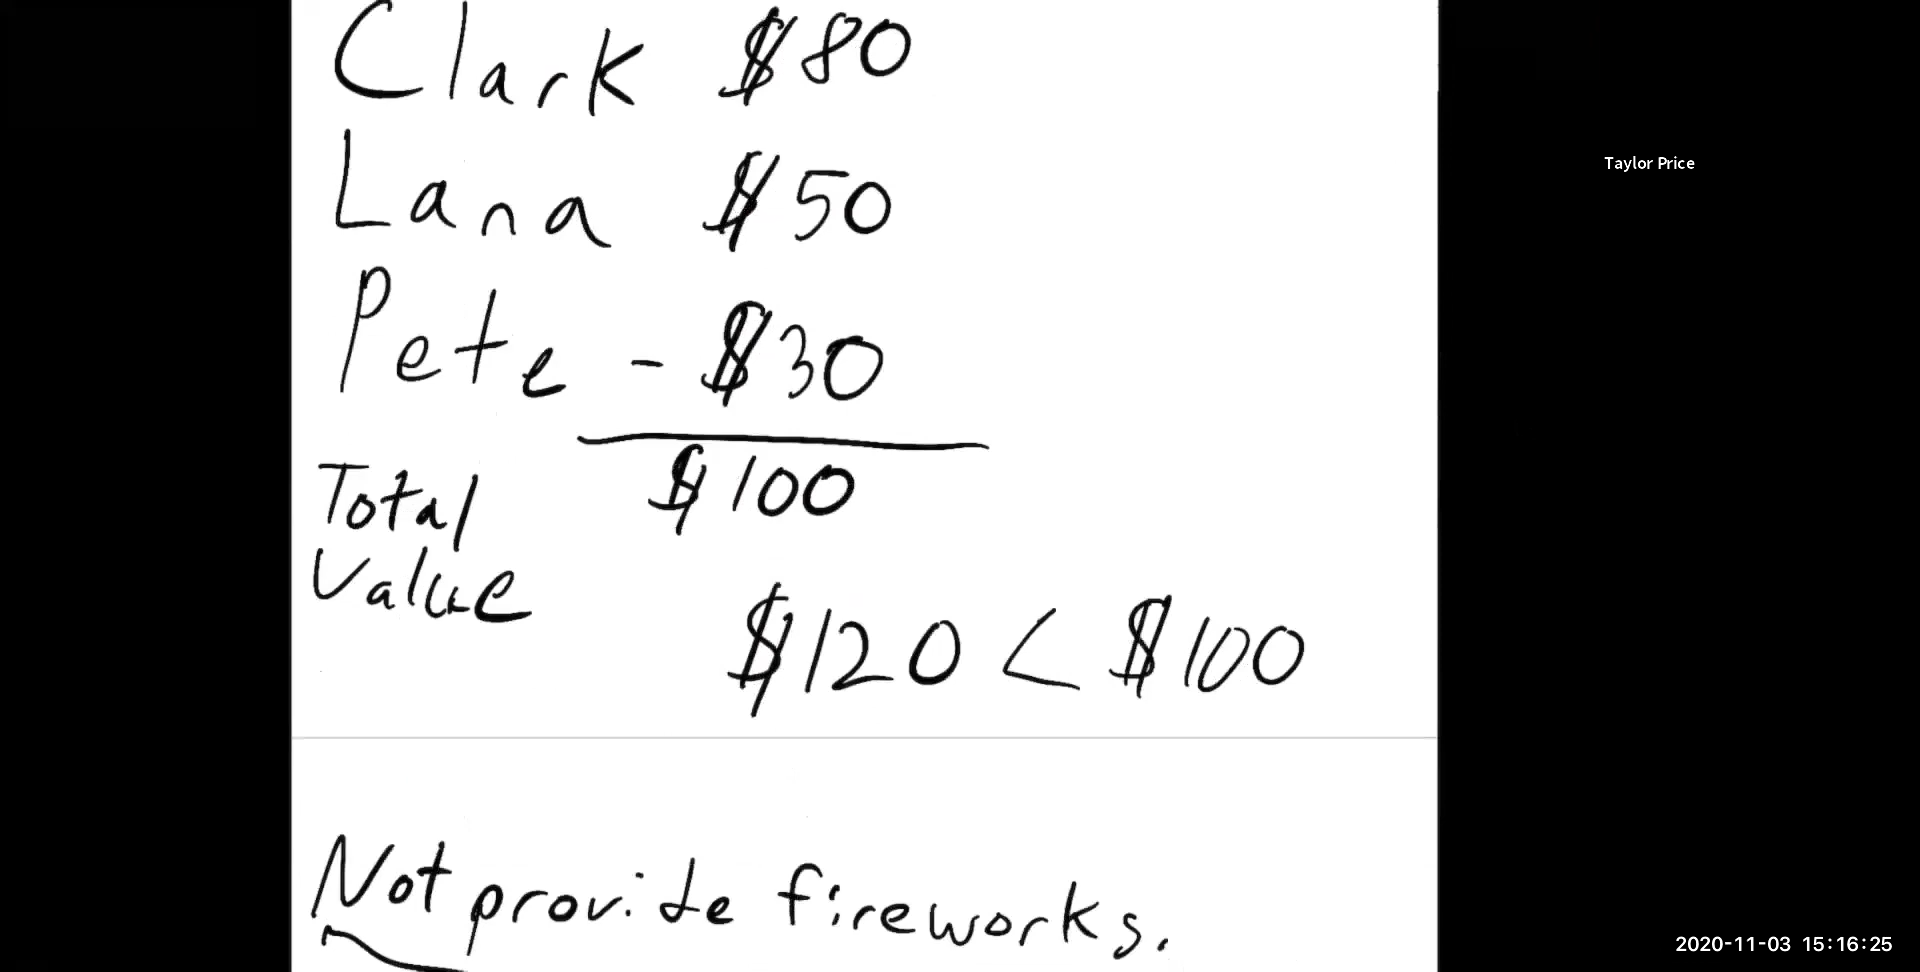 Clark $80
Taylor Price
Lana $50
Pete - $30
$100
Total
Value
$120 < $100
Not provide fireworks.
2020-11-03 15:16:25